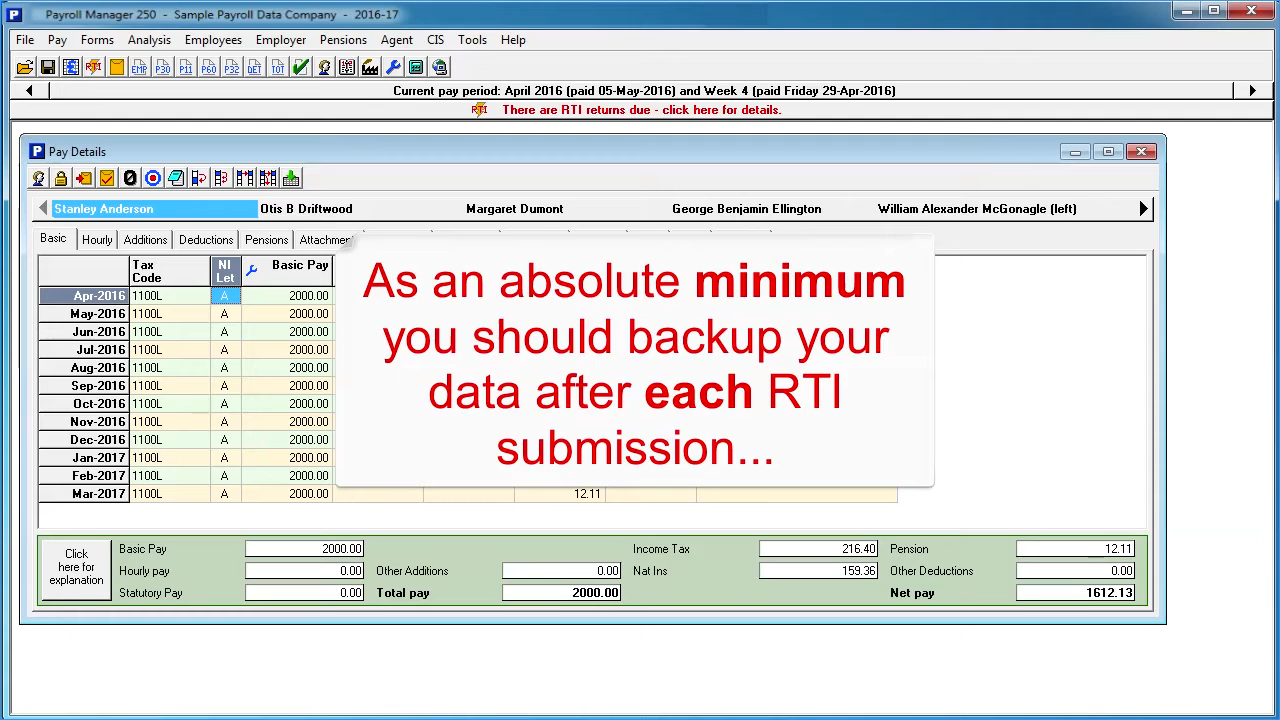 Payroll Manager 250 - Sample Payroll Data Company - 2016-17
File Pay Forms Analysis Employees Employer Pensions Agent CIS Tools Help
RTI EMP P30 P11 P60 P32 DET TOT
Current pay period: April 2016 (paid 05-May-2016) and Week 4 (paid Friday 29-Apr-2016)
RTI There are RTI returns due - click here for details.
Pay Details
Stanley Anderson Otis B Driftwood Margaret Dumont George Benjamin Ellington William Alexander McGonagle (left)
Basic Hourly Additions Deductions Pensions Attachment
Tax Code NI Let Basic Pay
Apr-2016 1100L A 2000.00
May-2016 1100L A 2000.00
Jun-2016 1100L A 2000.00
Jul-2016 1100L A 2000.00
Aug-2016 1100L A 2000.00
Sep-2016 1100L A 2000.00
Oct-2016 1100L A 2000.00
Nov-2016 1100L A 2000.00
Dec-2016 1100L A 2000.00
Jan-2017 1100L A 2000.00
Feb-2017 1100L A 2000.00
Mar-2017 1100L A 2000.00 12.11
As an absolute minimum
you should backup your
data after each RTI
submission...
Click here for explanation
Basic Pay 2000.00 Income Tax 216.40 Pension 12.11
Hourly pay 0.00 Other Additions 0.00 Nat Ins 159.36 Other Deductions 0.00
Statutory Pay 0.00 Total pay 2000.00 Net pay 1612.13